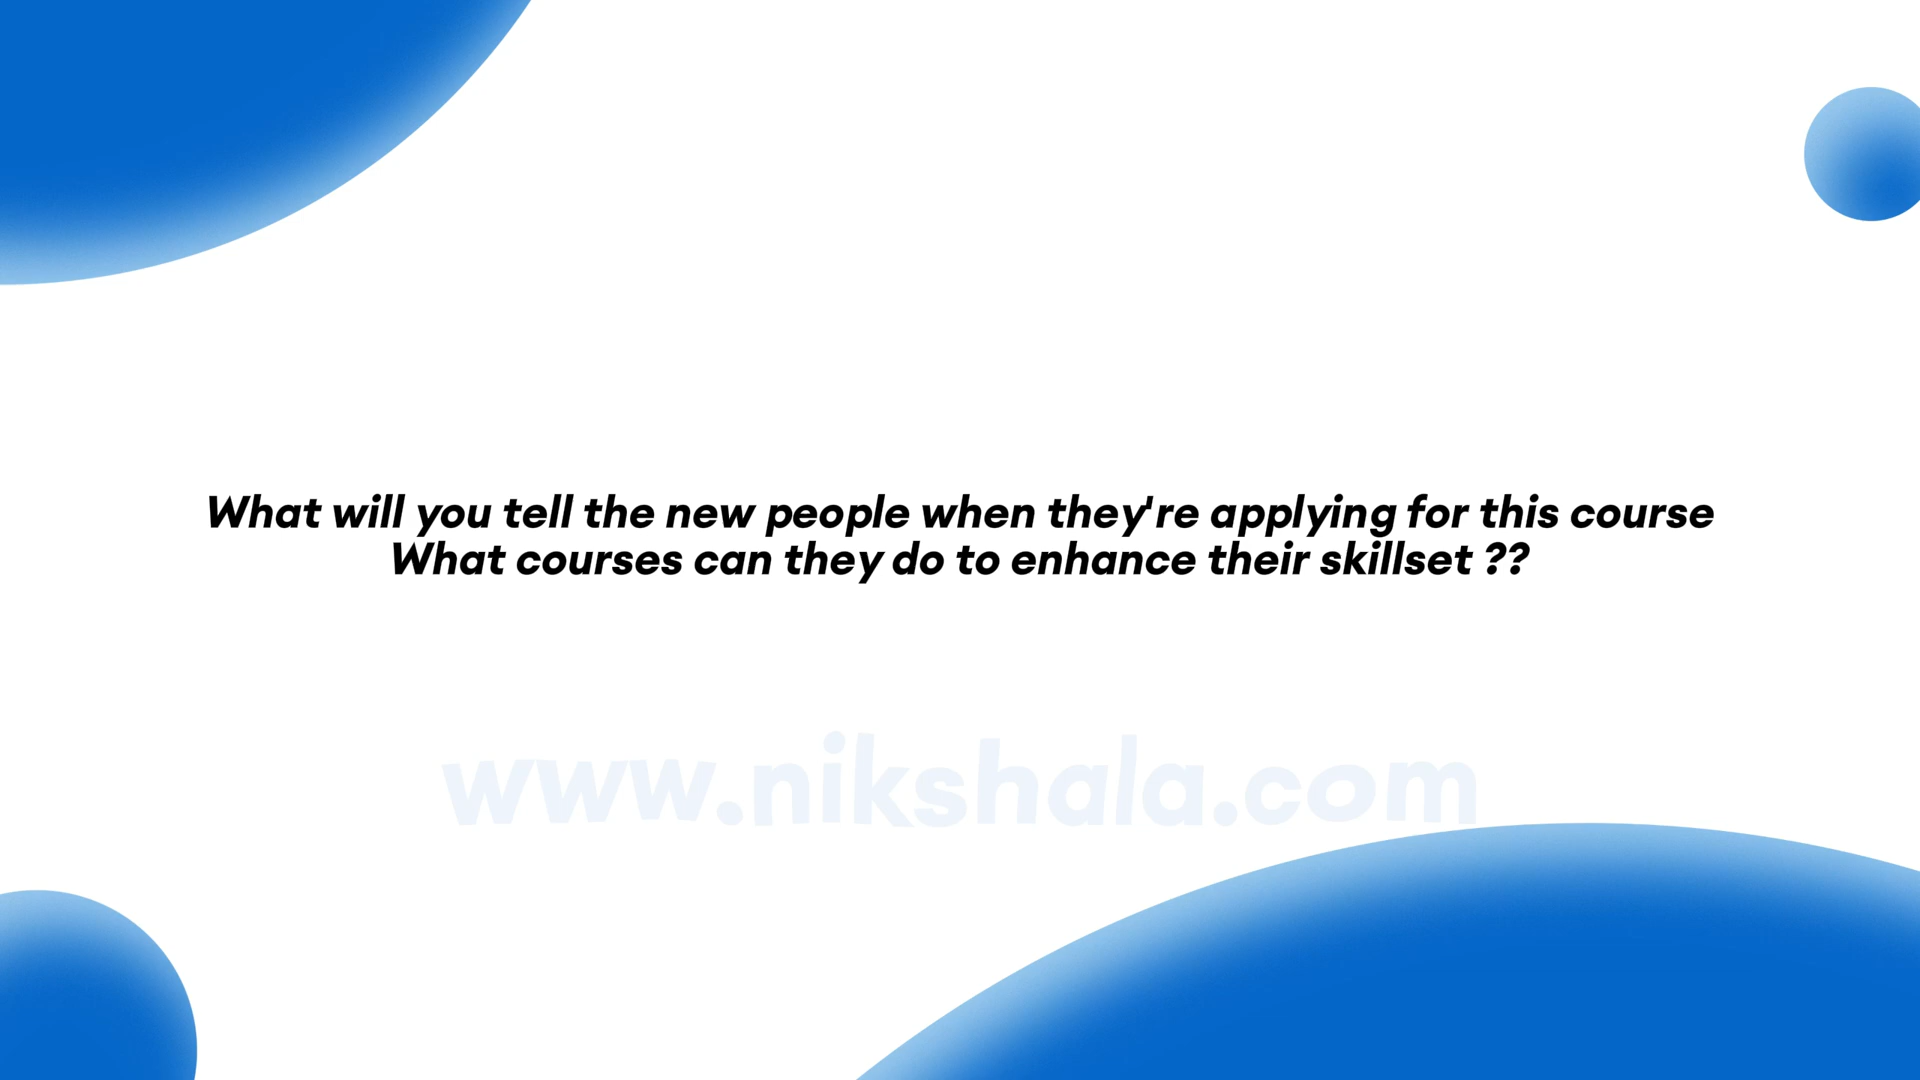 What will you tell the new people when they're applying for this course
What courses can they do to enhance their skillset ??
www.nikshala.com